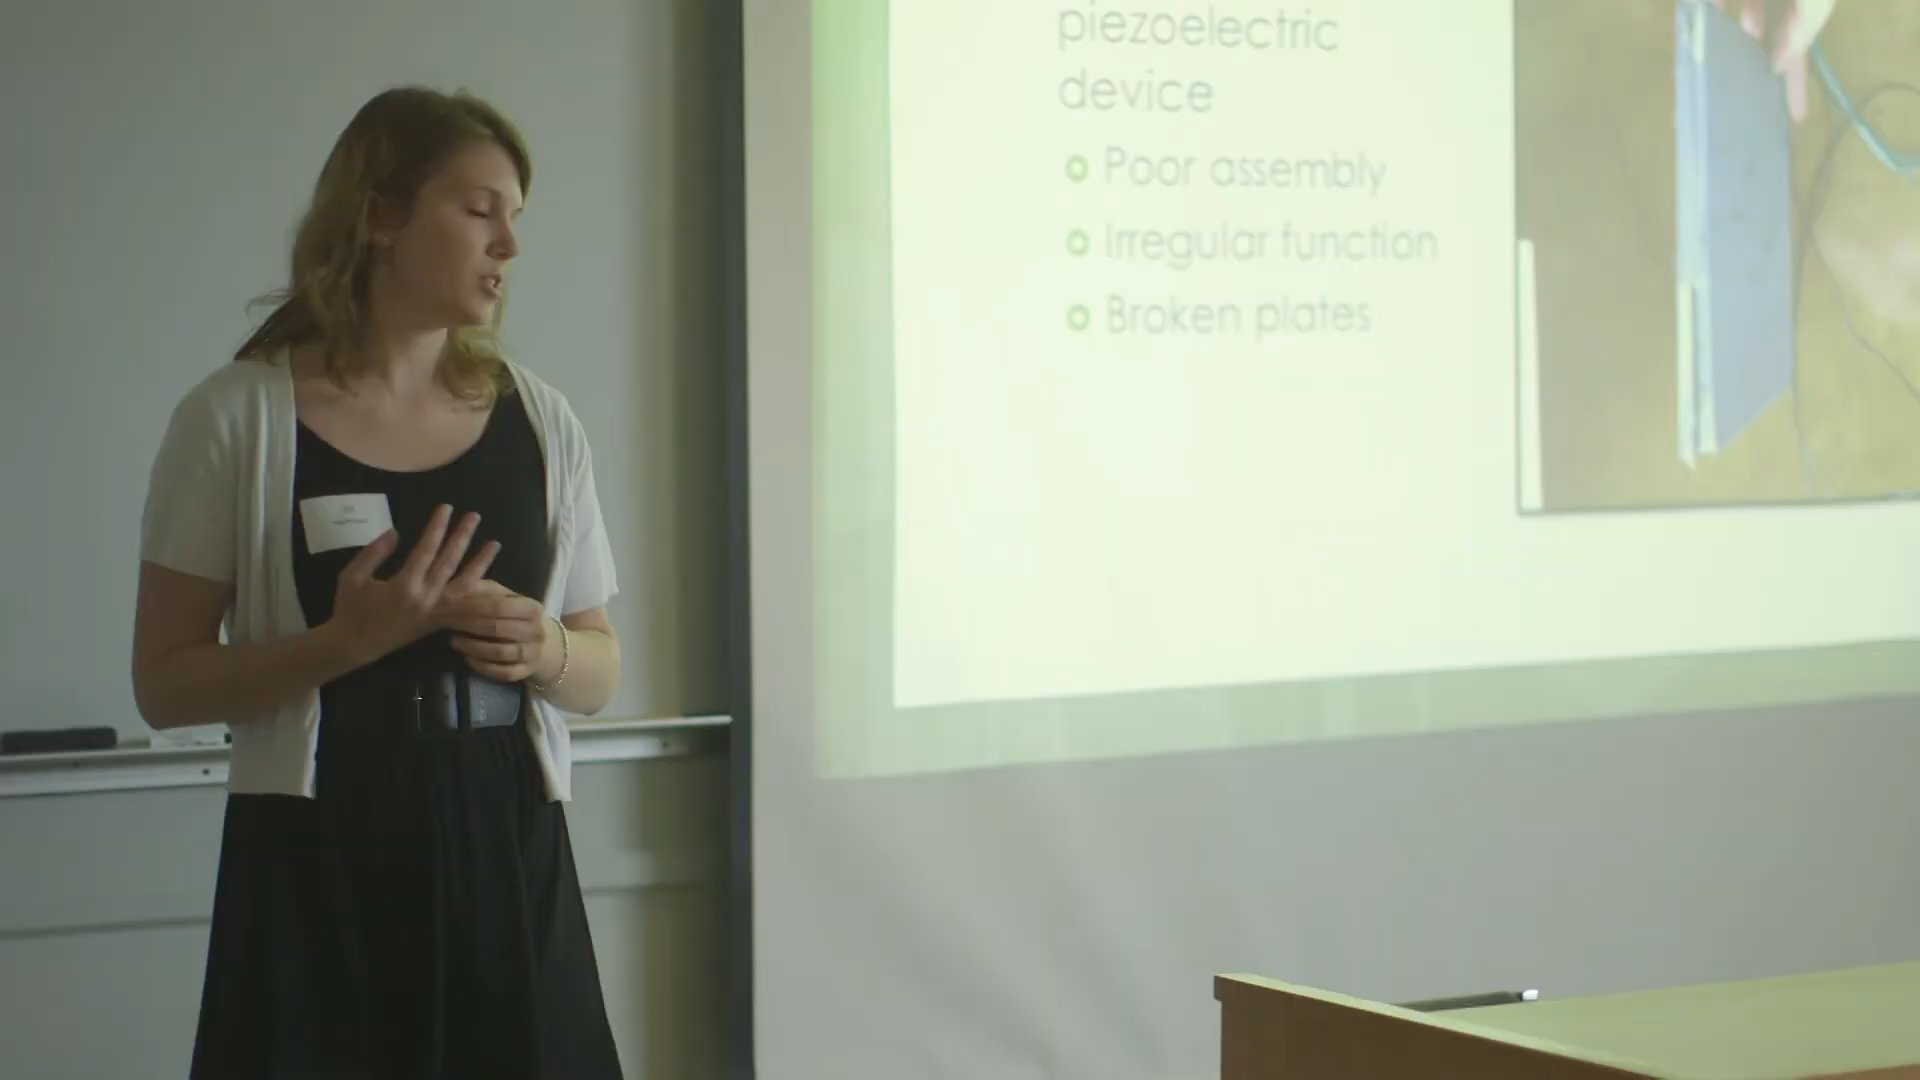 piezoelectric
device
Poor assembly
Irregular function
Broken plates